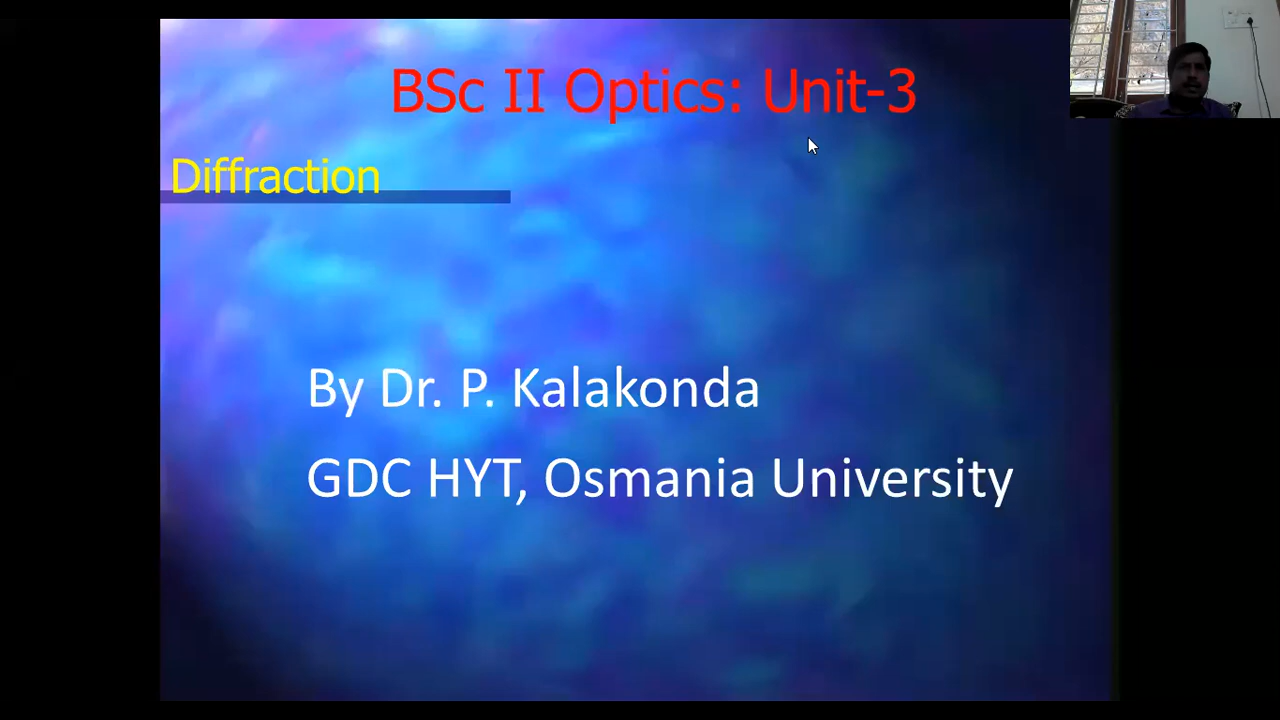 BSc II Optics: Unit-3
Diffraction
By Dr. P. Kalakonda
GDC HYT, Osmania University